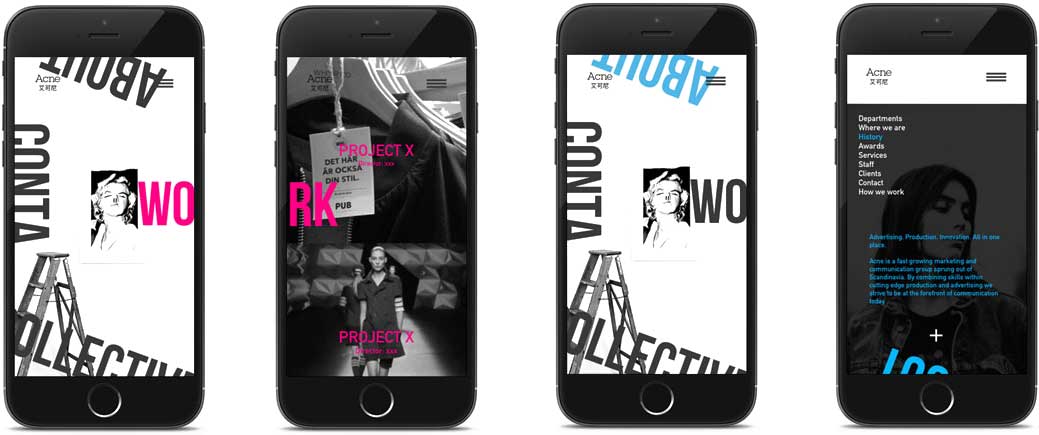 ABOUT
Acne
艾可尼
CONTA
WO
OLLECTIV
Acne
PROJECT X
Director: xxx
DET HÄR
ÄR OCKSÅ
DIN STIL.
PUB
RK
PROJECT X
Director: xxx
ABOUT
Acne
艾可尼
CONTA
WO
OLLECTIV
Acne
艾可尼
Departments
Where we are
History
Awards
Services
Staff
Clients
Contact
How we work
Advertising. Production. Innovation. All in one
place.
Acne is a fast growing marketing and
communication group sprung out of
Scandinavia. By combining skills within
cutting edge production and advertising we
strive to be at the forefront of communication
today.
+